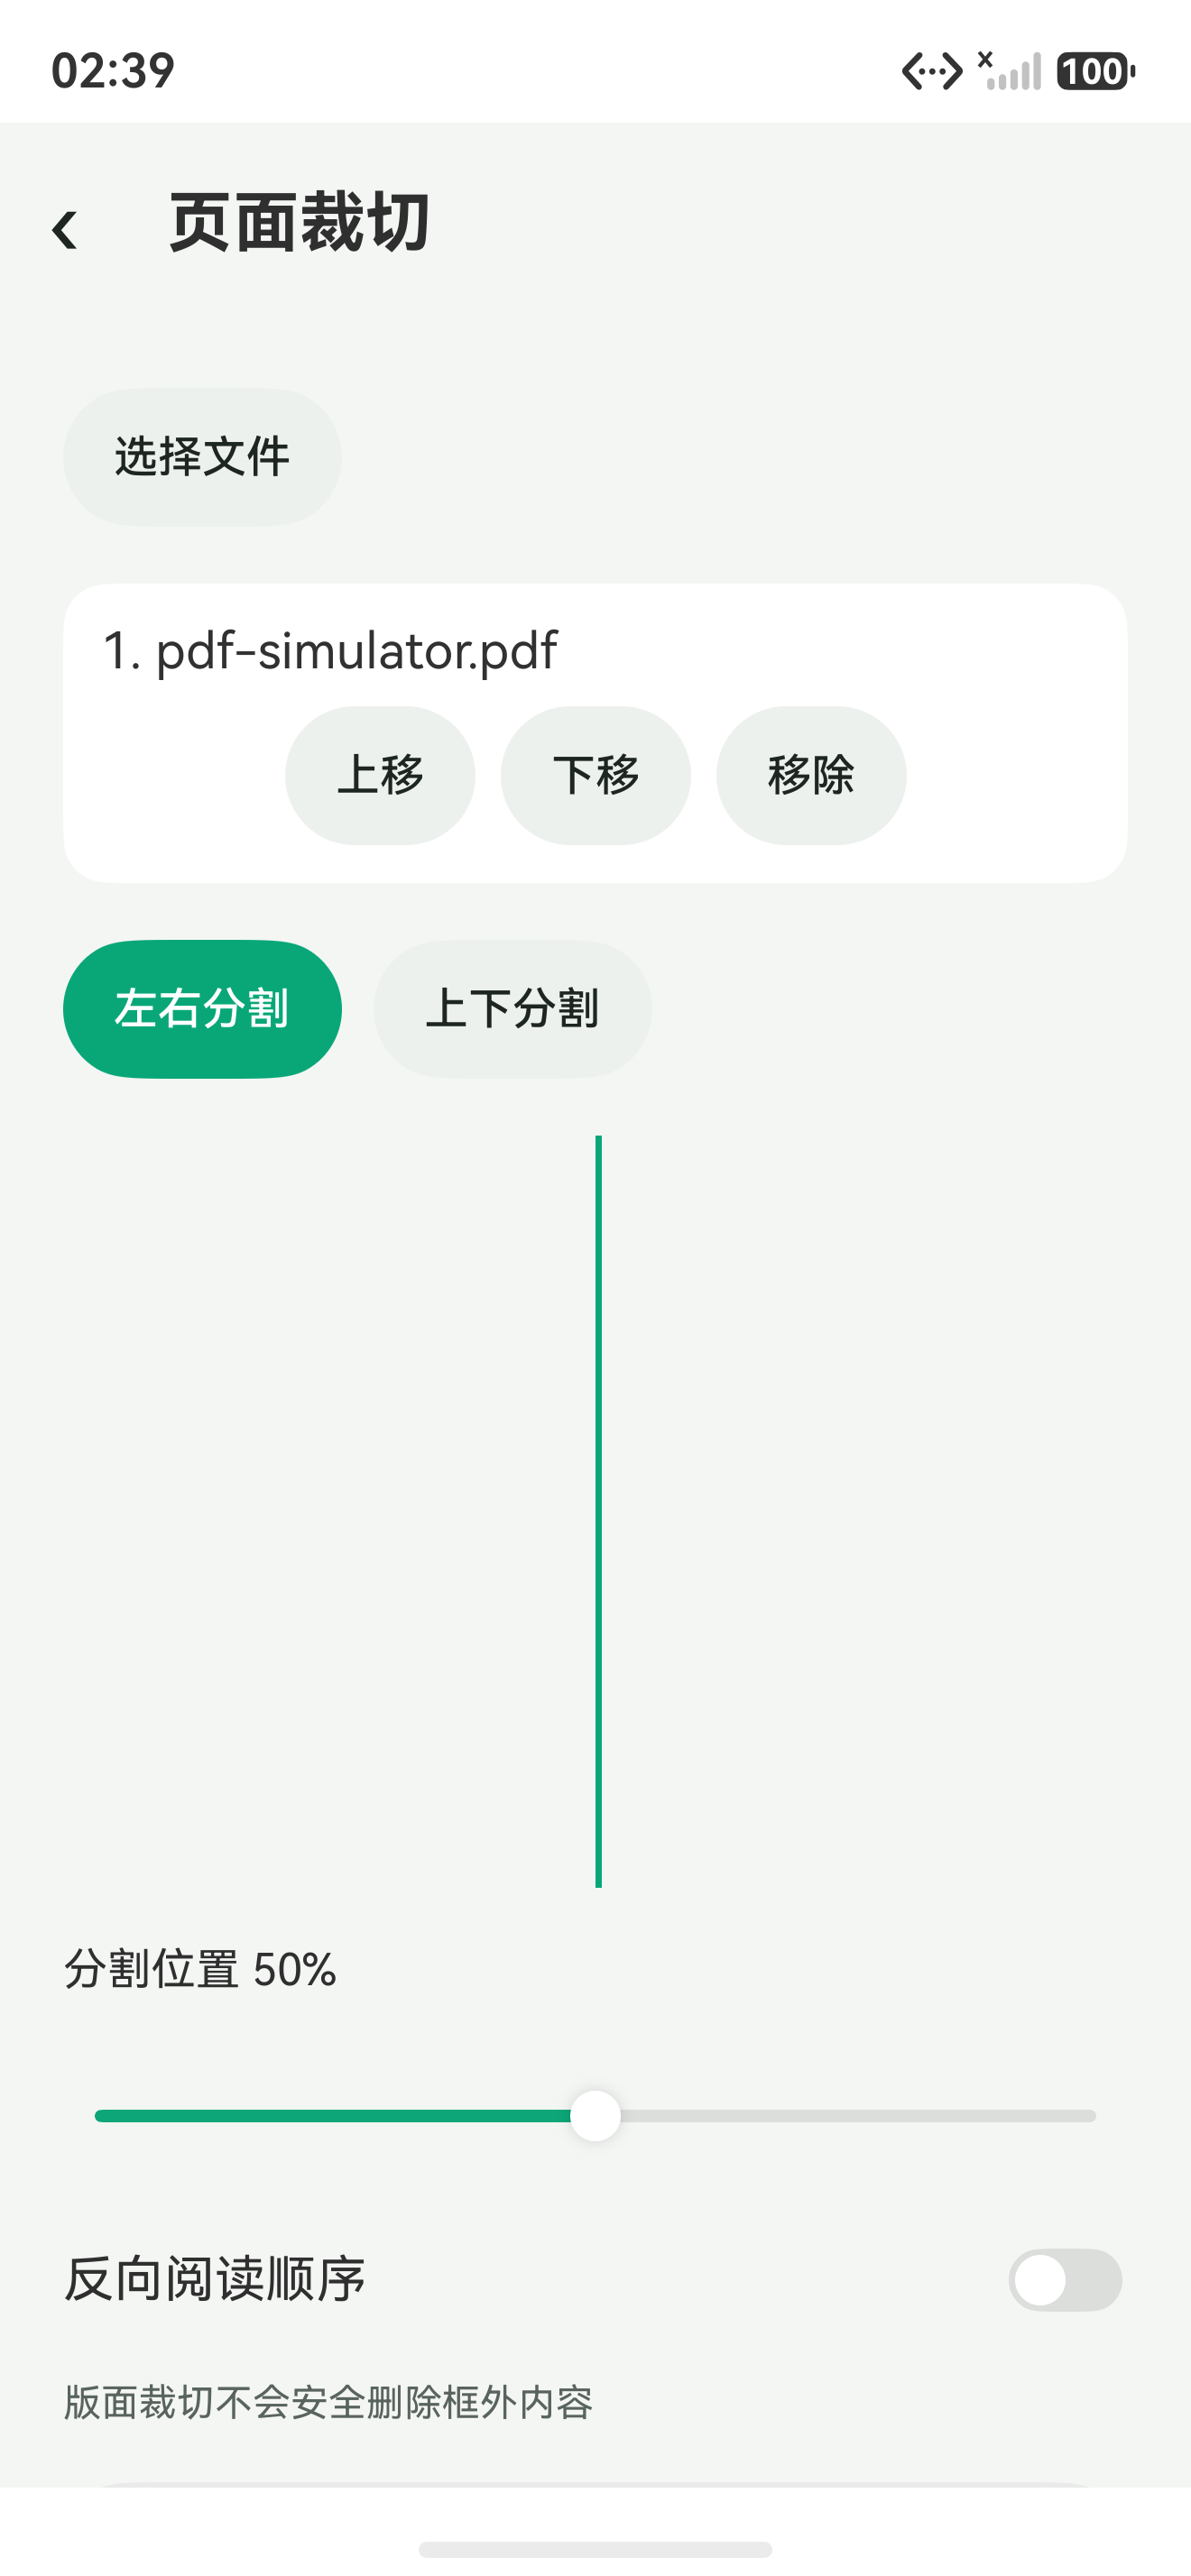 02:39
100
页面裁切
选择文件
1. pdf-simulator.pdf
上移 下移 移除
左右分割 上下分割
分割位置 50%
反向阅读顺序
版面裁切不会安全删除框外内容